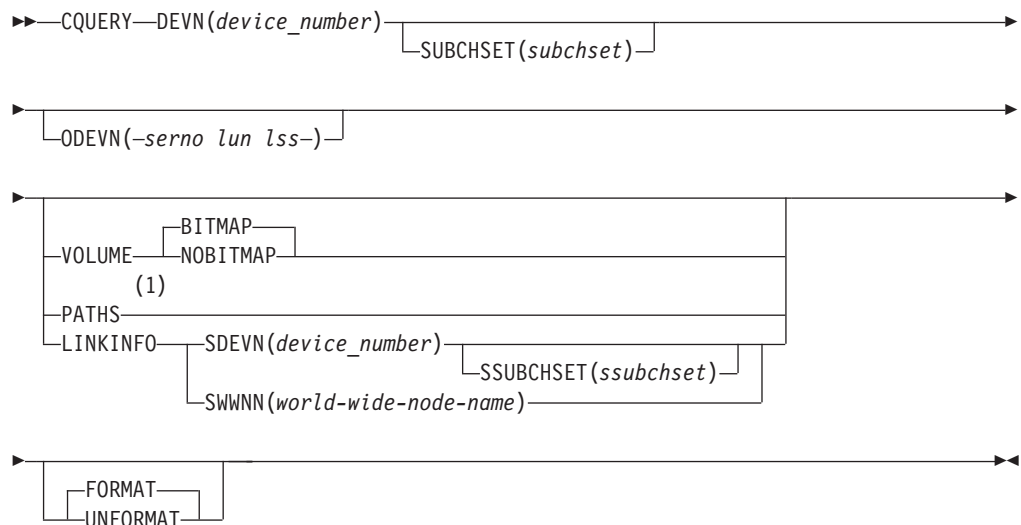 CQUERY DEVN(device_number)
SUBCHSET(subchset)
ODEVN(serno lun lss)
BITMAP
VOLUME NOBITMAP
(1)
PATHS
LINKINFO SDEVN(device_number)
SSUBCHSET(ssubchset)
SWWNN(world-wide-node-name)
FORMAT
UNFORMAT